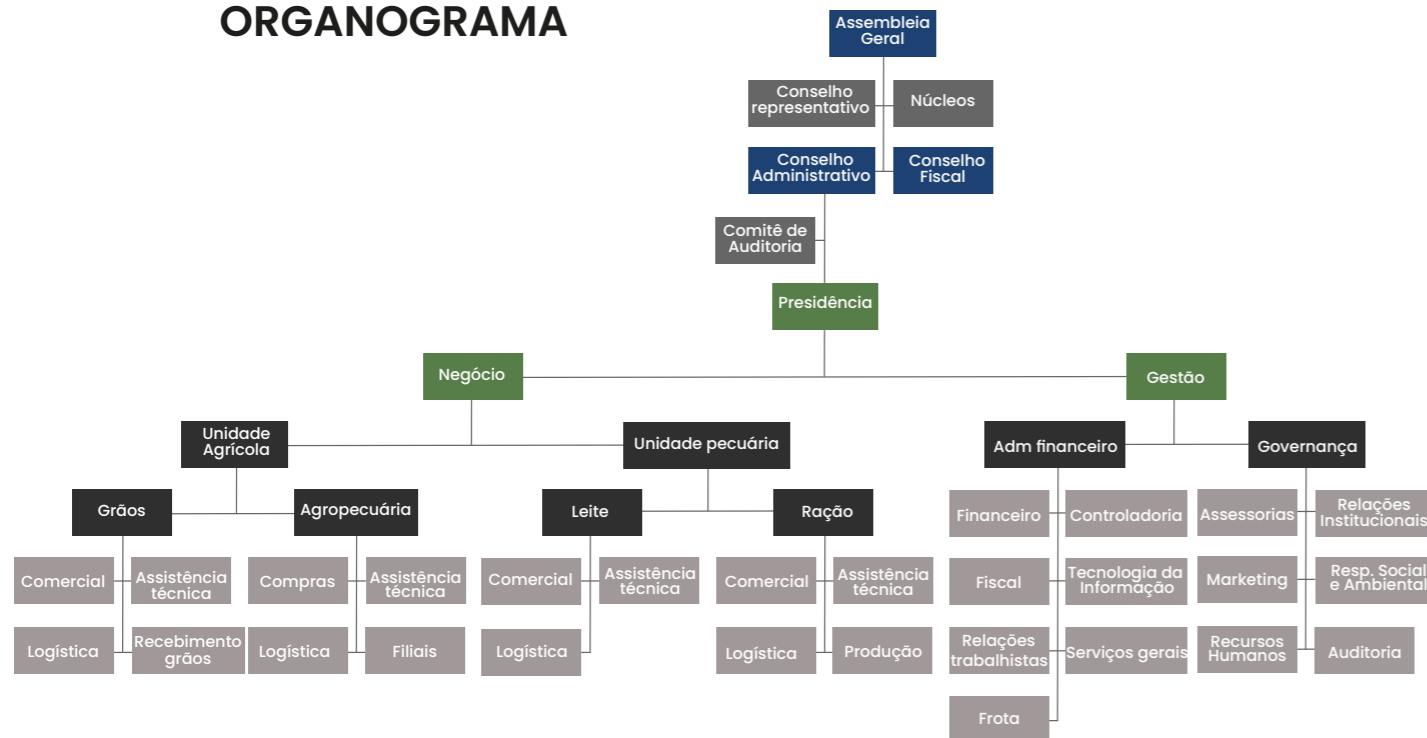 ORGANOGRAMA
Assembleia
Geral
Conselho
representativo
Núcleos
Conselho
Administrativo
Conselho
Fiscal
Comitê de
Auditoria
Presidência
Negócio
Gestão
Unidade
Agrícola
Unidade pecuária
Adm financeiro
Governança
Grãos
Agropecuária
Leite
Ração
Comercial
Assistência
técnica
Logística
Recebimento
grãos
Compras
Assistência
técnica
Logística
Filiais
Comercial
Assistência
técnica
Logística
Comercial
Assistência
técnica
Logística
Produção
Financeiro
Controladoria
Fiscal
Tecnologia da
Informação
Relações
trabalhistas
Serviços gerais
Frota
Assessorias
Relações
Institucionais
Marketing
Resp. Social
e Ambiental
Recursos
Humanos
Auditoria